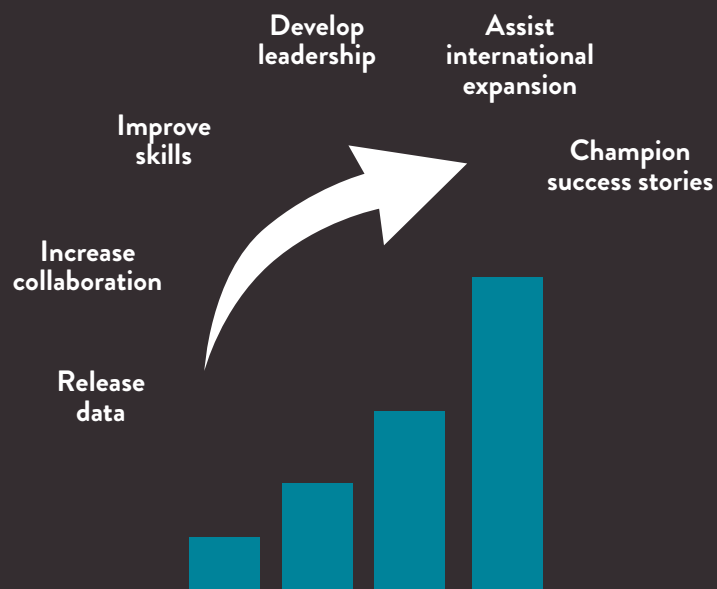 Develop
leadership
Assist
international
expansion
Improve
skills
Champion
success stories
Increase
collaboration
Release
data